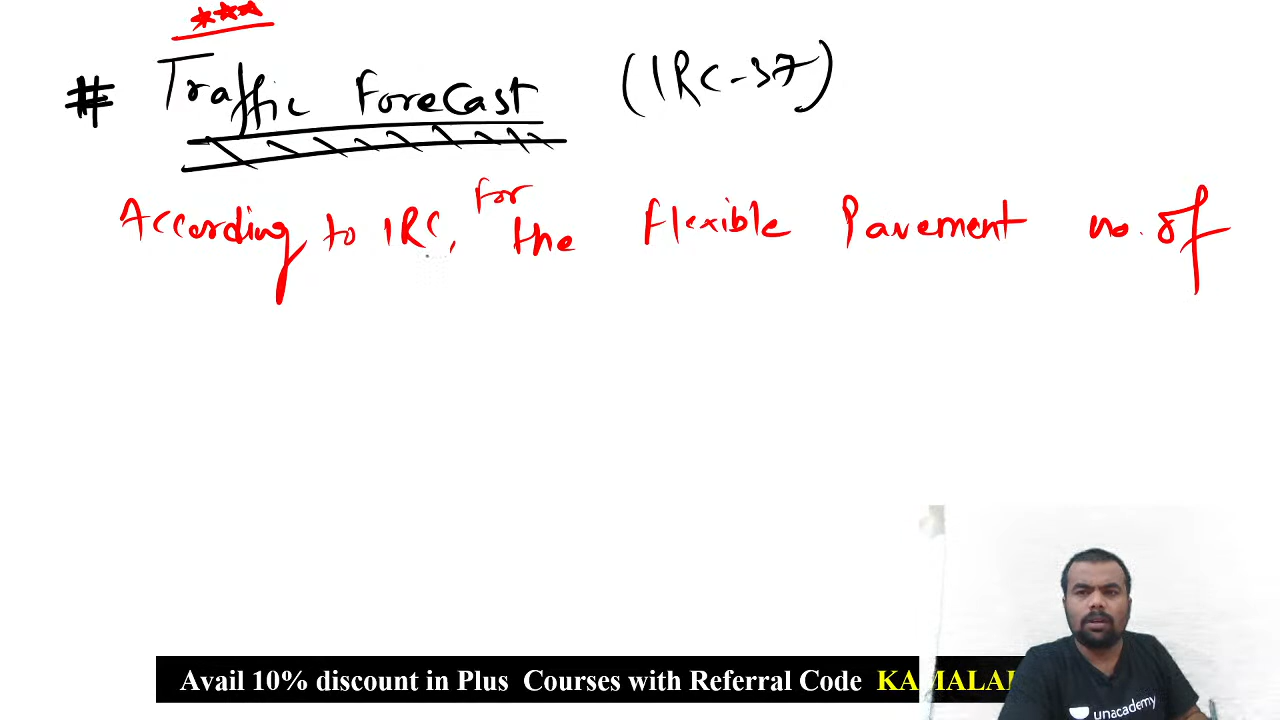 ***
# Traffic Forecast (IRC-37)
According to IRC, for the flexible Pavement no. of
Avail 10% discount in Plus Courses with Referral Code KAMALA
unacademy